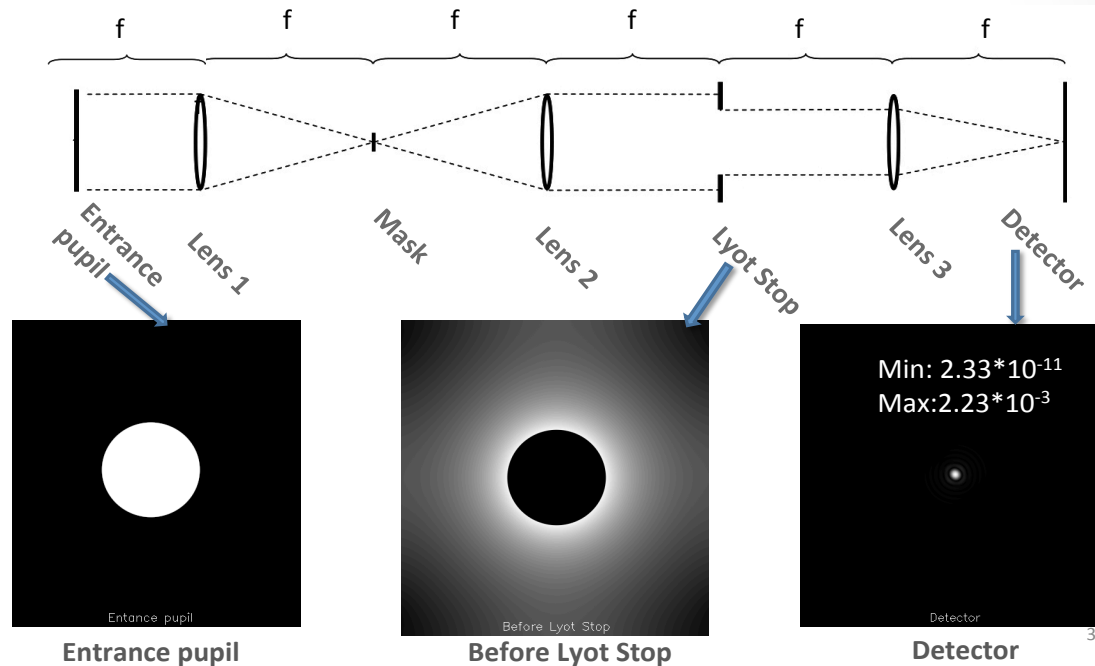 f f f f f f
Entrance
pupil
Lens 1
Mask
Lens 2
Lyot Stop
Lens 3
Detector
Min: 2.33*10-11
Max:2.23*10-3
Entance pupil
Before Lyot Stop
Detector
Entrance pupil
Before Lyot Stop
Detector
3